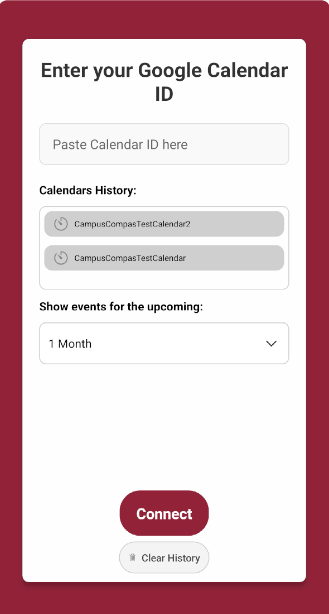 Enter your Google Calendar
ID
Paste Calendar ID here
Calendars History:
CampusCompasTestCalendar2
CampusCompasTestCalendar
Show events for the upcoming:
1 Month
Connect
Clear History